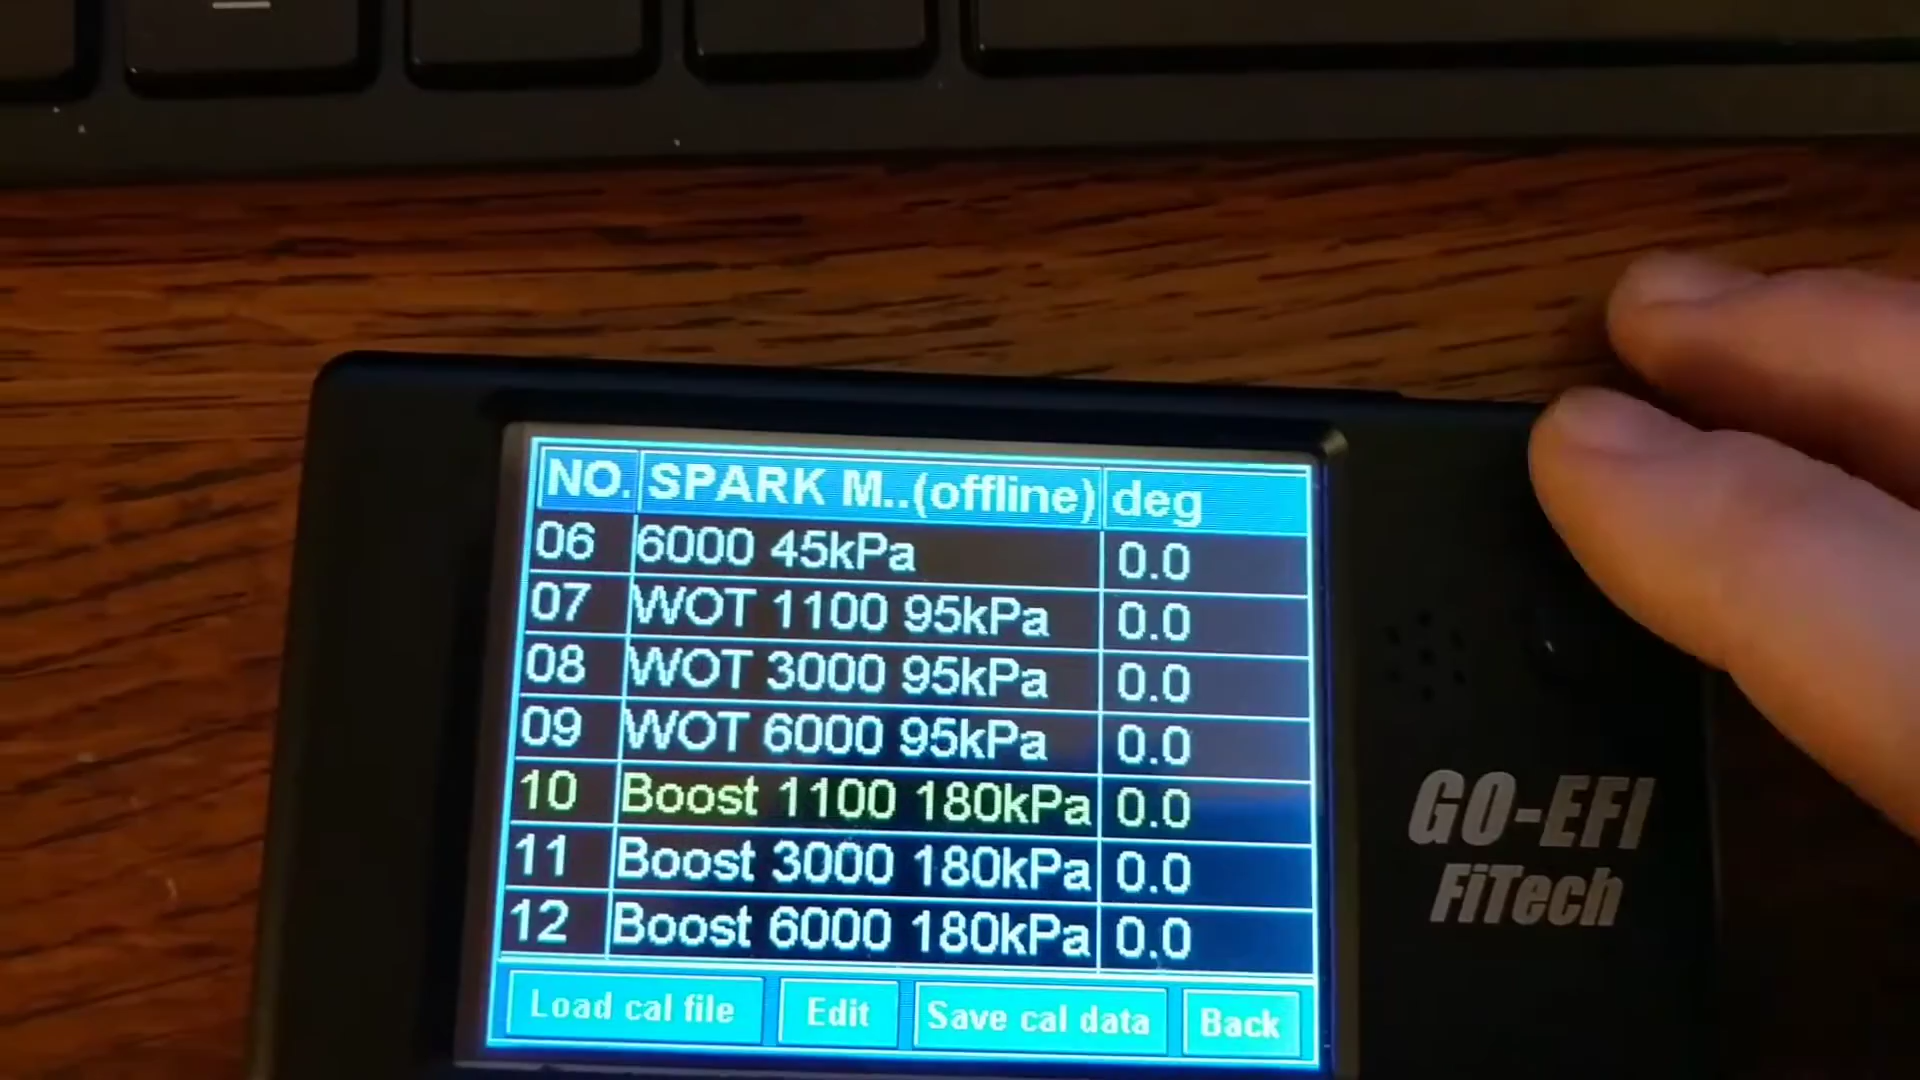 NO. SPARK M..(offline) deg
06 6000 45kPa 0.0
07 WOT 1100 95kPa 0.0
08 WOT 3000 95kPa 0.0
09 WOT 6000 95kPa 0.0
10 Boost 1100 180kPa 0.0
11 Boost 3000 180kPa 0.0
12 Boost 6000 180kPa 0.0
Load cal file Edit Save cal data Back
GO-EFI
FiTech